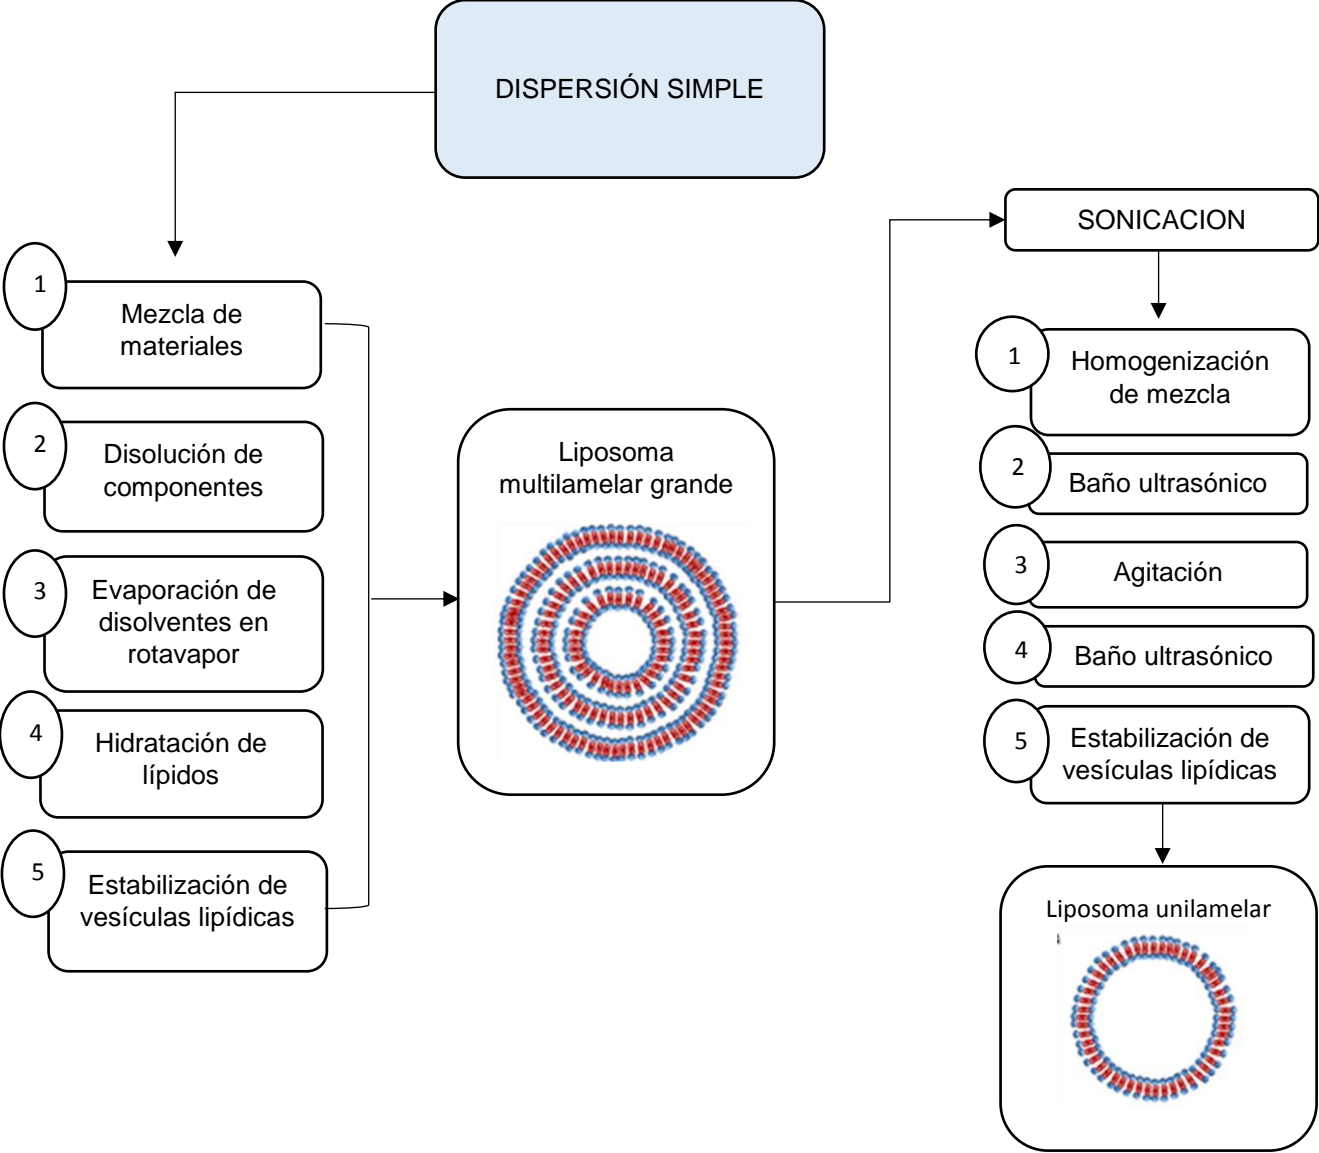 DISPERSIÓN SIMPLE
1
Mezcla de
materiales
2
Disolución de
componentes
3
Evaporación de
disolventes en
rotavapor
4
Hidratación de
lípidos
5
Estabilización de
vesículas lipídicas
Liposoma
multilamelar grande
SONICACION
1
Homogenización
de mezcla
2
Baño ultrasónico
3
Agitación
4
Baño ultrasónico
5
Estabilización de
vesículas lipídicas
Liposoma unilamelar